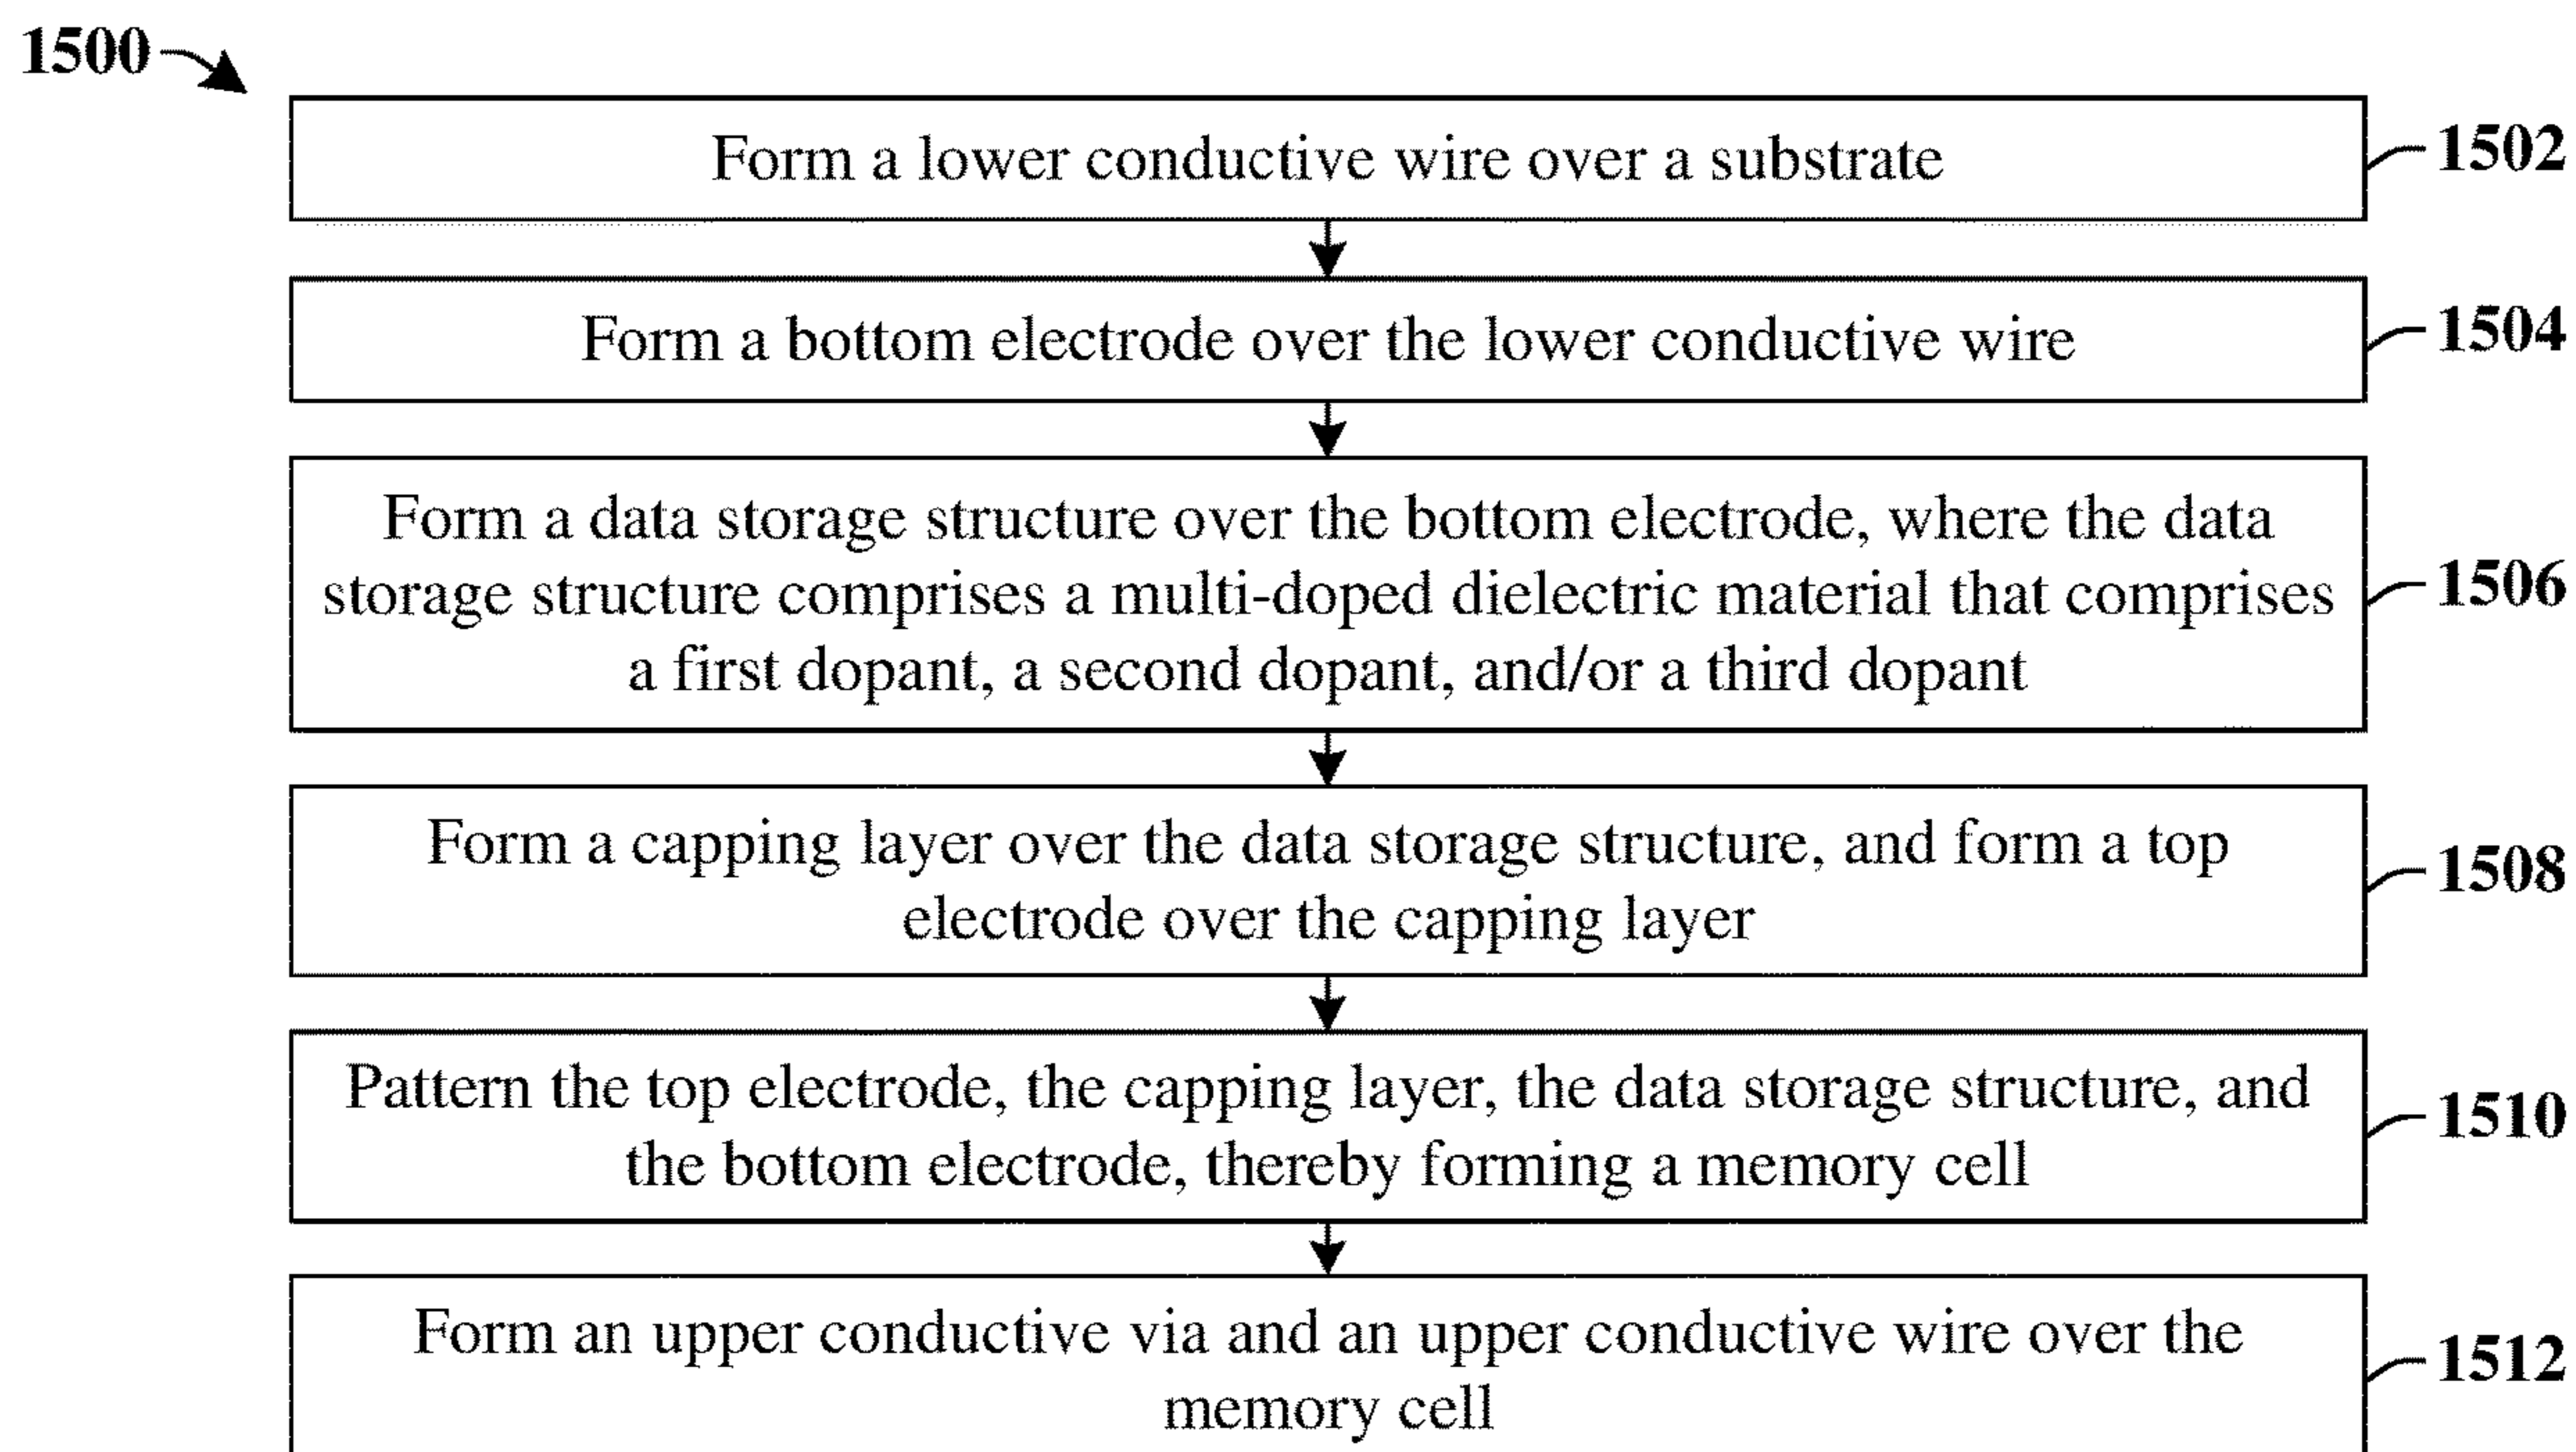 1500
Form a lower conductive wire over a substrate
1502
Form a bottom electrode over the lower conductive wire
1504
Form a data storage structure over the bottom electrode, where the data
storage structure comprises a multi-doped dielectric material that comprises
a first dopant, a second dopant, and/or a third dopant
1506
Form a capping layer over the data storage structure, and form a top
electrode over the capping layer
1508
Pattern the top electrode, the capping layer, the data storage structure, and
the bottom electrode, thereby forming a memory cell
1510
Form an upper conductive via and an upper conductive wire over the
memory cell
1512